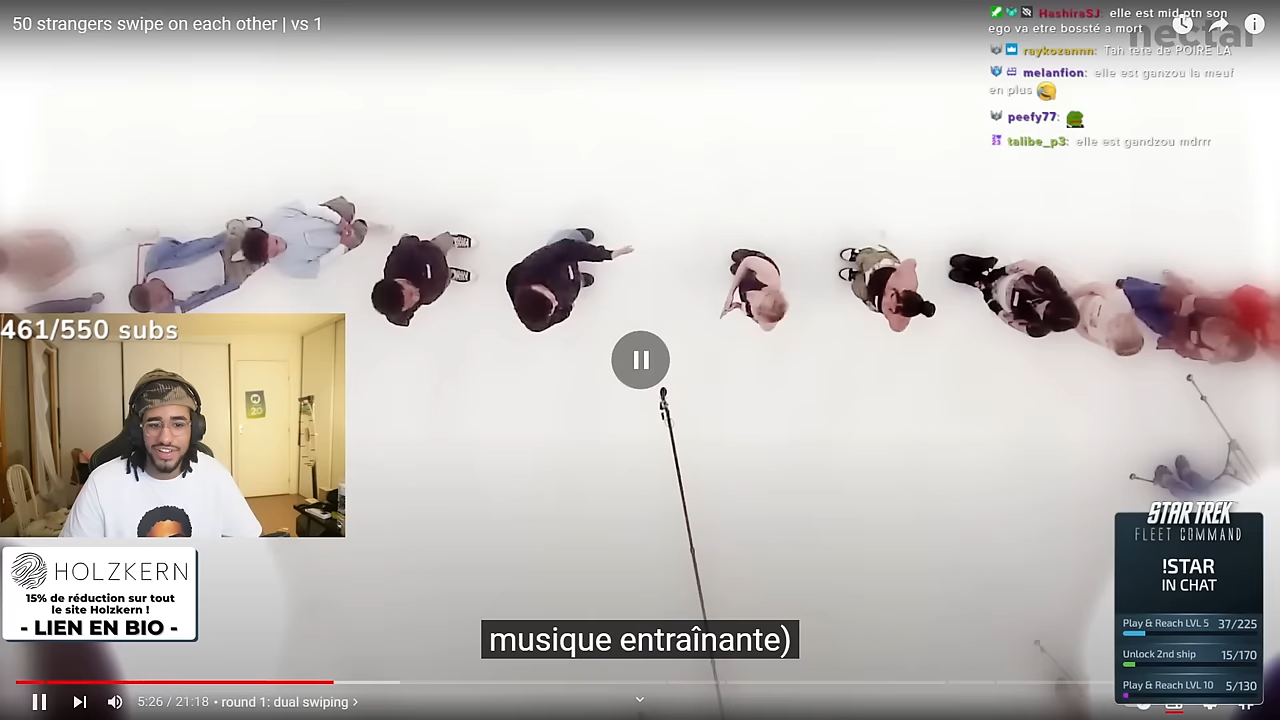 50 strangers swipe on each other | vs 1
HashiraSJ: elle est mid ptn son
ego va etre bossté a mort
nectar
raykozannn: Tah tete de POIRE LA
melanfion: elle est ganzou la meuf
en plus
peefy77:
talibe_p3: elle est gandzou mdrrr
461/550 subs
20
HOLZKERN
15% de réduction sur tout
le site Holzkern !
- LIEN EN BIO -
STAR TREK
FLEET COMMAND
!STAR
IN CHAT
Play & Reach LVL 5 37/225
Unlock 2nd ship 15/170
Play & Reach LVL 10 5/130
musique entraînante)
5:26 / 21:18 • round 1: dual swiping >